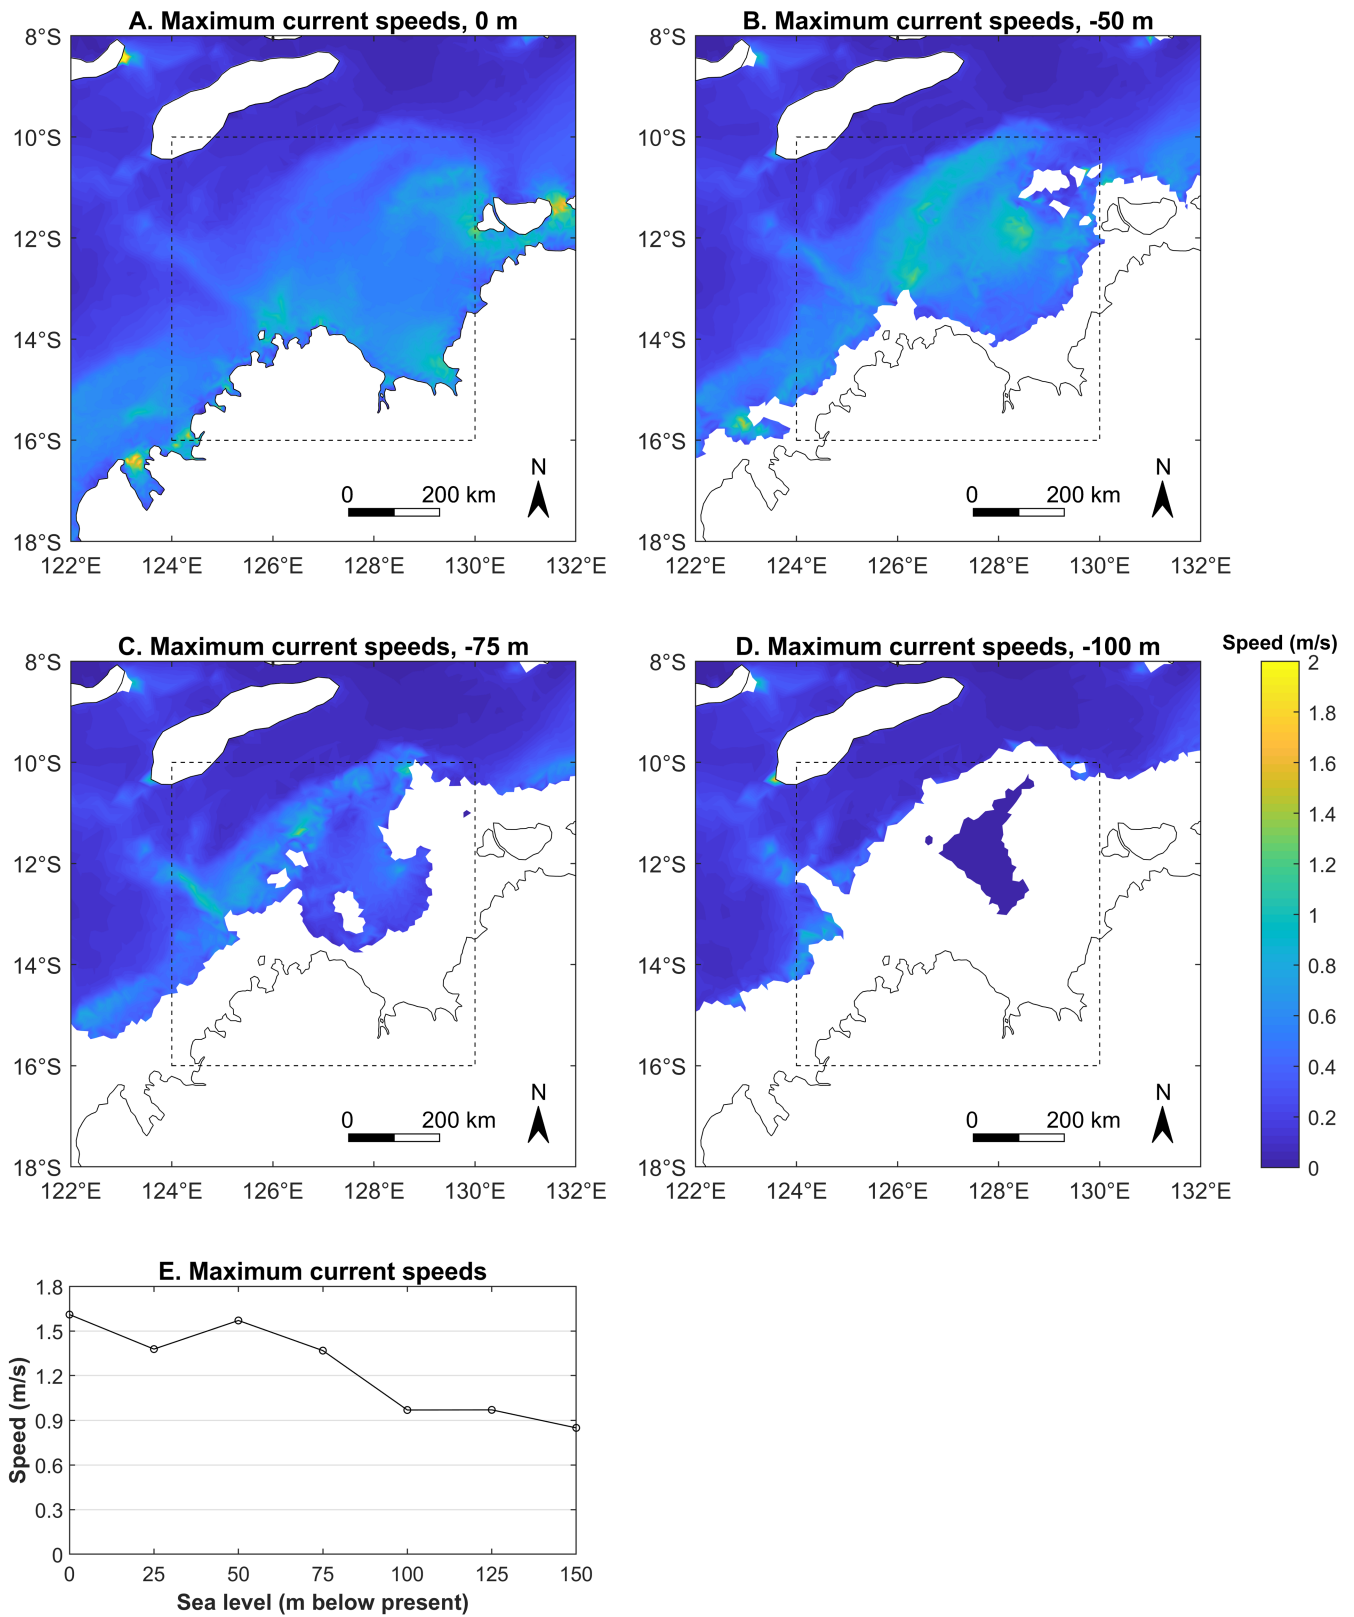 A. Maximum current speeds, 0 m
8°S
10°S
12°S
14°S
16°S
18°S
122°E 124°E 126°E 128°E 130°E 132°E
N
0 200 km
B. Maximum current speeds, -50 m
8°S
10°S
12°S
14°S
16°S
18°S
122°E 124°E 126°E 128°E 130°E 132°E
N
0 200 km
C. Maximum current speeds, -75 m
8°S
10°S
12°S
14°S
16°S
18°S
122°E 124°E 126°E 128°E 130°E 132°E
N
0 200 km
D. Maximum current speeds, -100 m
8°S
10°S
12°S
14°S
16°S
18°S
122°E 124°E 126°E 128°E 130°E 132°E
N
0 200 km
Speed (m/s)
2
1.8
1.6
1.4
1.2
1
0.8
0.6
0.4
0.2
0
E. Maximum current speeds
1.8
1.5
1.2
0.9
0.6
0.3
0
Speed (m/s)
0 25 50 75 100 125 150
Sea level (m below present)